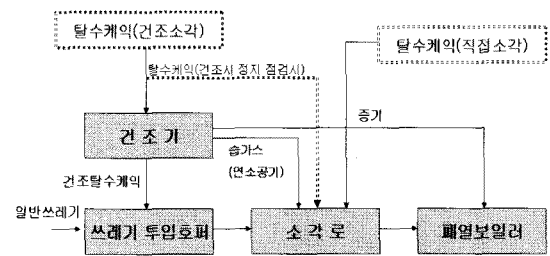 탈수케익(건조소각)
탈수케익(직접소각)
탈수케익(건조시 정지 점검시)
증기
건 조 기
습가스
(연소공기)
건조탈수케익
일반쓰레기
쓰레기 투입호퍼
소 각 로
폐열보일러